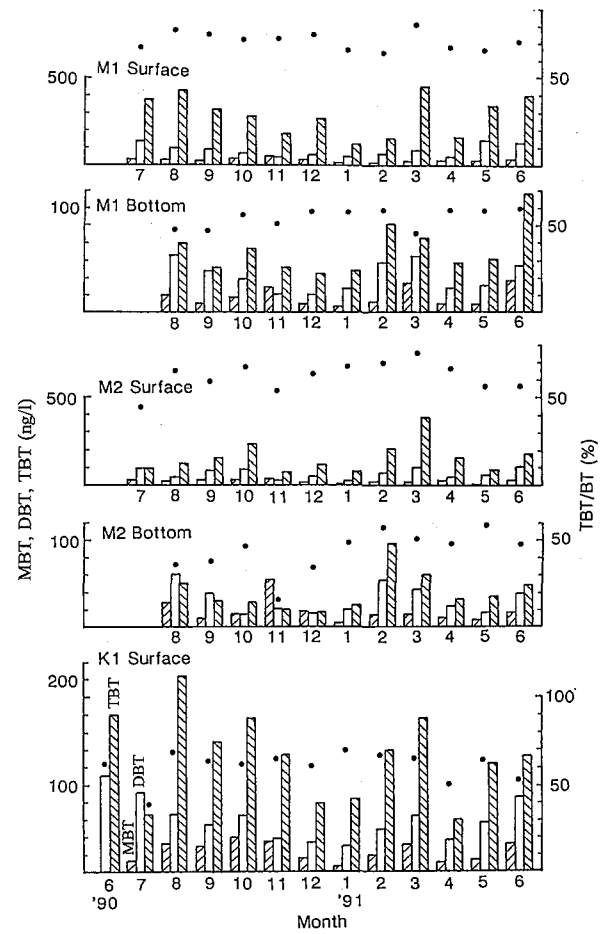 500
M1 Surface
50
7 8 9 10 11 12 1 2 3 4 5 6
100
M1 Bottom
50
8 9 10 11 12 1 2 3 4 5 6
500
M2 Surface
50
7 8 9 10 11 12 1 2 3 4 5 6
100
M2 Bottom
50
8 9 10 11 12 1 2 3 4 5 6
K1 Surface
200
100
100
50
TBT
DBT
MBT
6 7 8 9 10 11 12 1 2 3 4 5 6
'90 '91
Month
MBT, DBT, TBT (ng/l)
TBT/BT (%)